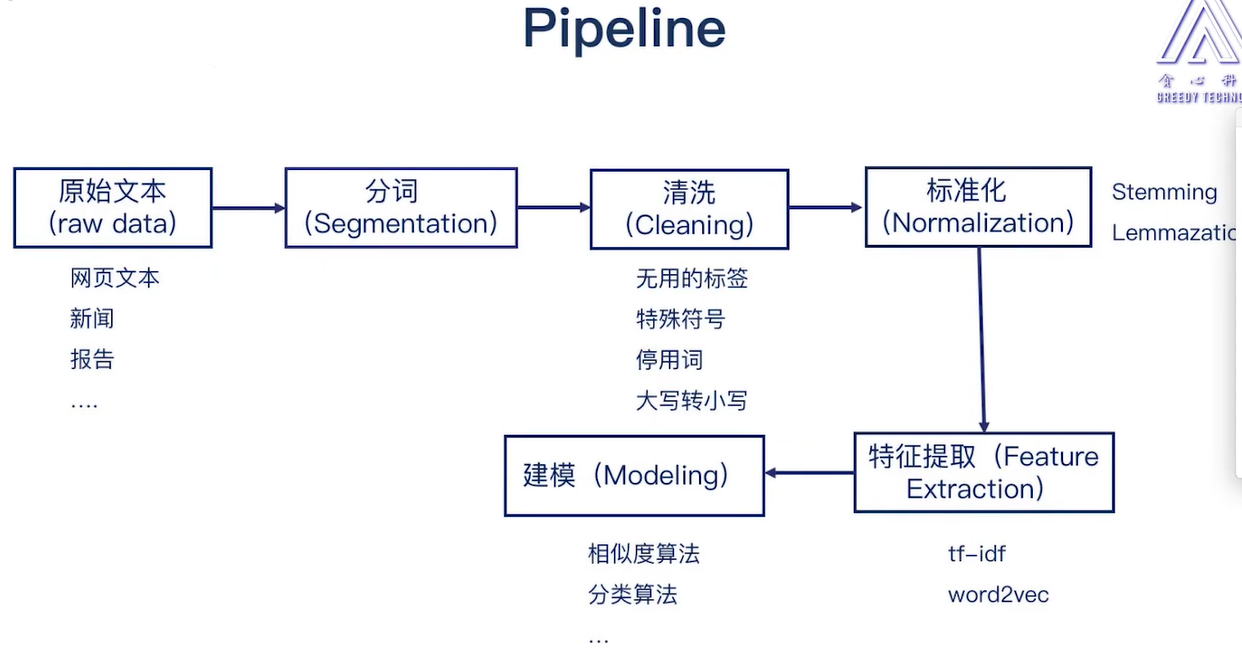 Pipeline
贪心科
GREEDY TECHNO
原始文本
(raw data)
分词
(Segmentation)
清洗
(Cleaning)
标准化
(Normalization)
Stemming
Lemmazatio
网页文本
新闻
报告
....
无用的标签
特殊符号
停用词
大写转小写
建模 (Modeling)
特征提取 (Feature
Extraction)
相似度算法
分类算法
...
tf-idf
word2vec